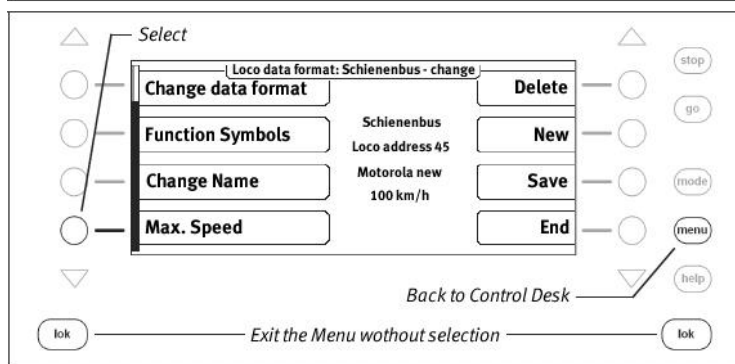 Select
Loco data format: Schienenbus - change
stop
Change data format
Delete
go
Function Symbols
Schienenbus
Loco address 45
New
Change Name
Motorola new
100 km/h
Save
mode
Max. Speed
End
menu
Back to Control Desk
help
lok
Exit the Menu wothout selection
lok